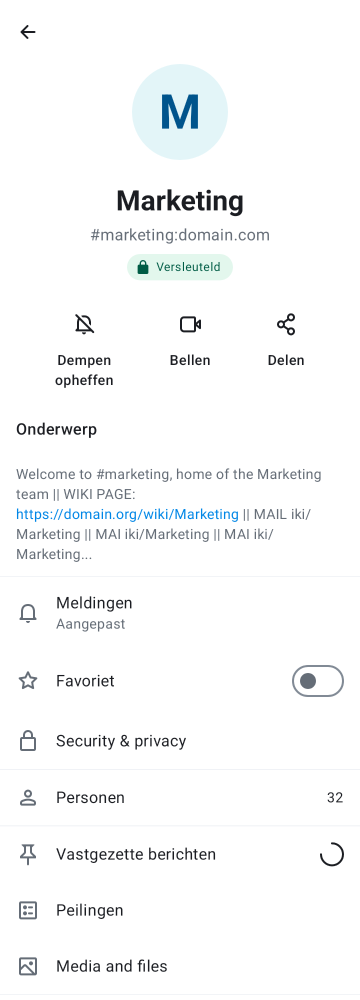 M
Marketing
#marketing:domain.com
Versleuteld
Dempen
opheffen
Bellen
Delen
Onderwerp
Welcome to #marketing, home of the Marketing
team || WIKI PAGE:
https://domain.org/wiki/Marketing || MAIL iki/
Marketing || MAI iki/Marketing || MAI iki/
Marketing...
Meldingen
Aangepast
Favoriet
Security & privacy
Personen
32
Vastgezette berichten
Peilingen
Media and files